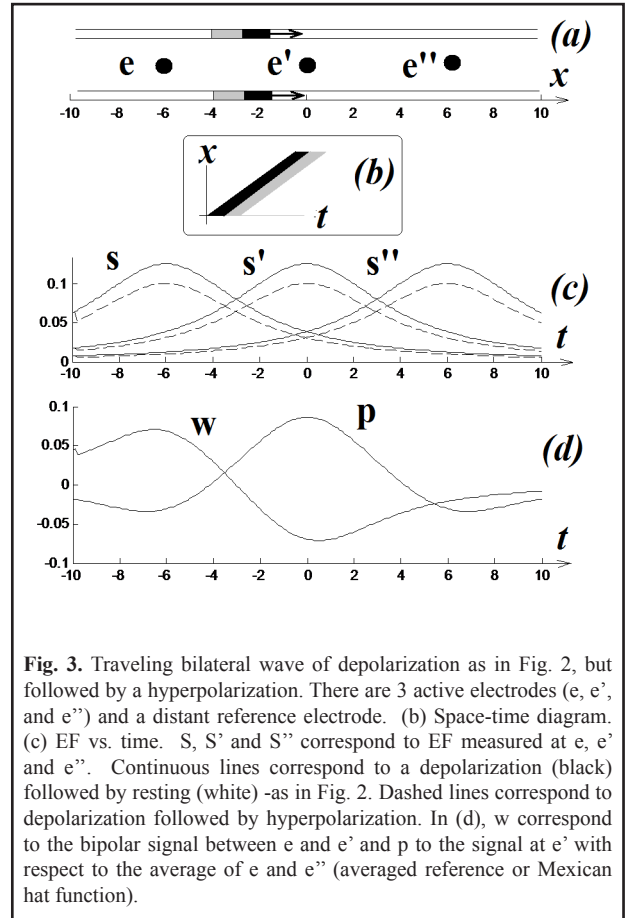 (a)
e e' e''
x
-10 -8 -6 -4 -2 0 2 4 6 8 10
x
(b)
t
s s' s''
0.1
(c)
0.05
t
0
-10 -8 -6 -4 -2 0 2 4 6 8 10
0.1
w p
0.05
(d)
0
-0.05
t
-0.1
-10 -8 -6 -4 -2 0 2 4 6 8 10
Fig. 3. Traveling bilateral wave of depolarization as in Fig. 2, but
followed by a hyperpolarization. There are 3 active electrodes (e, e’,
and e’’) and a distant reference electrode. (b) Space-time diagram.
(c) EF vs. time. S, S’ and S’’ correspond to EF measured at e, e’
and e’’. Continuous lines correspond to a depolarization (black)
followed by resting (white) -as in Fig. 2. Dashed lines correspond to
depolarization followed by hyperpolarization. In (d), w correspond
to the bipolar signal between e and e’ and p to the signal at e’ with
respect to the average of e and e’’ (averaged reference or Mexican
hat function).